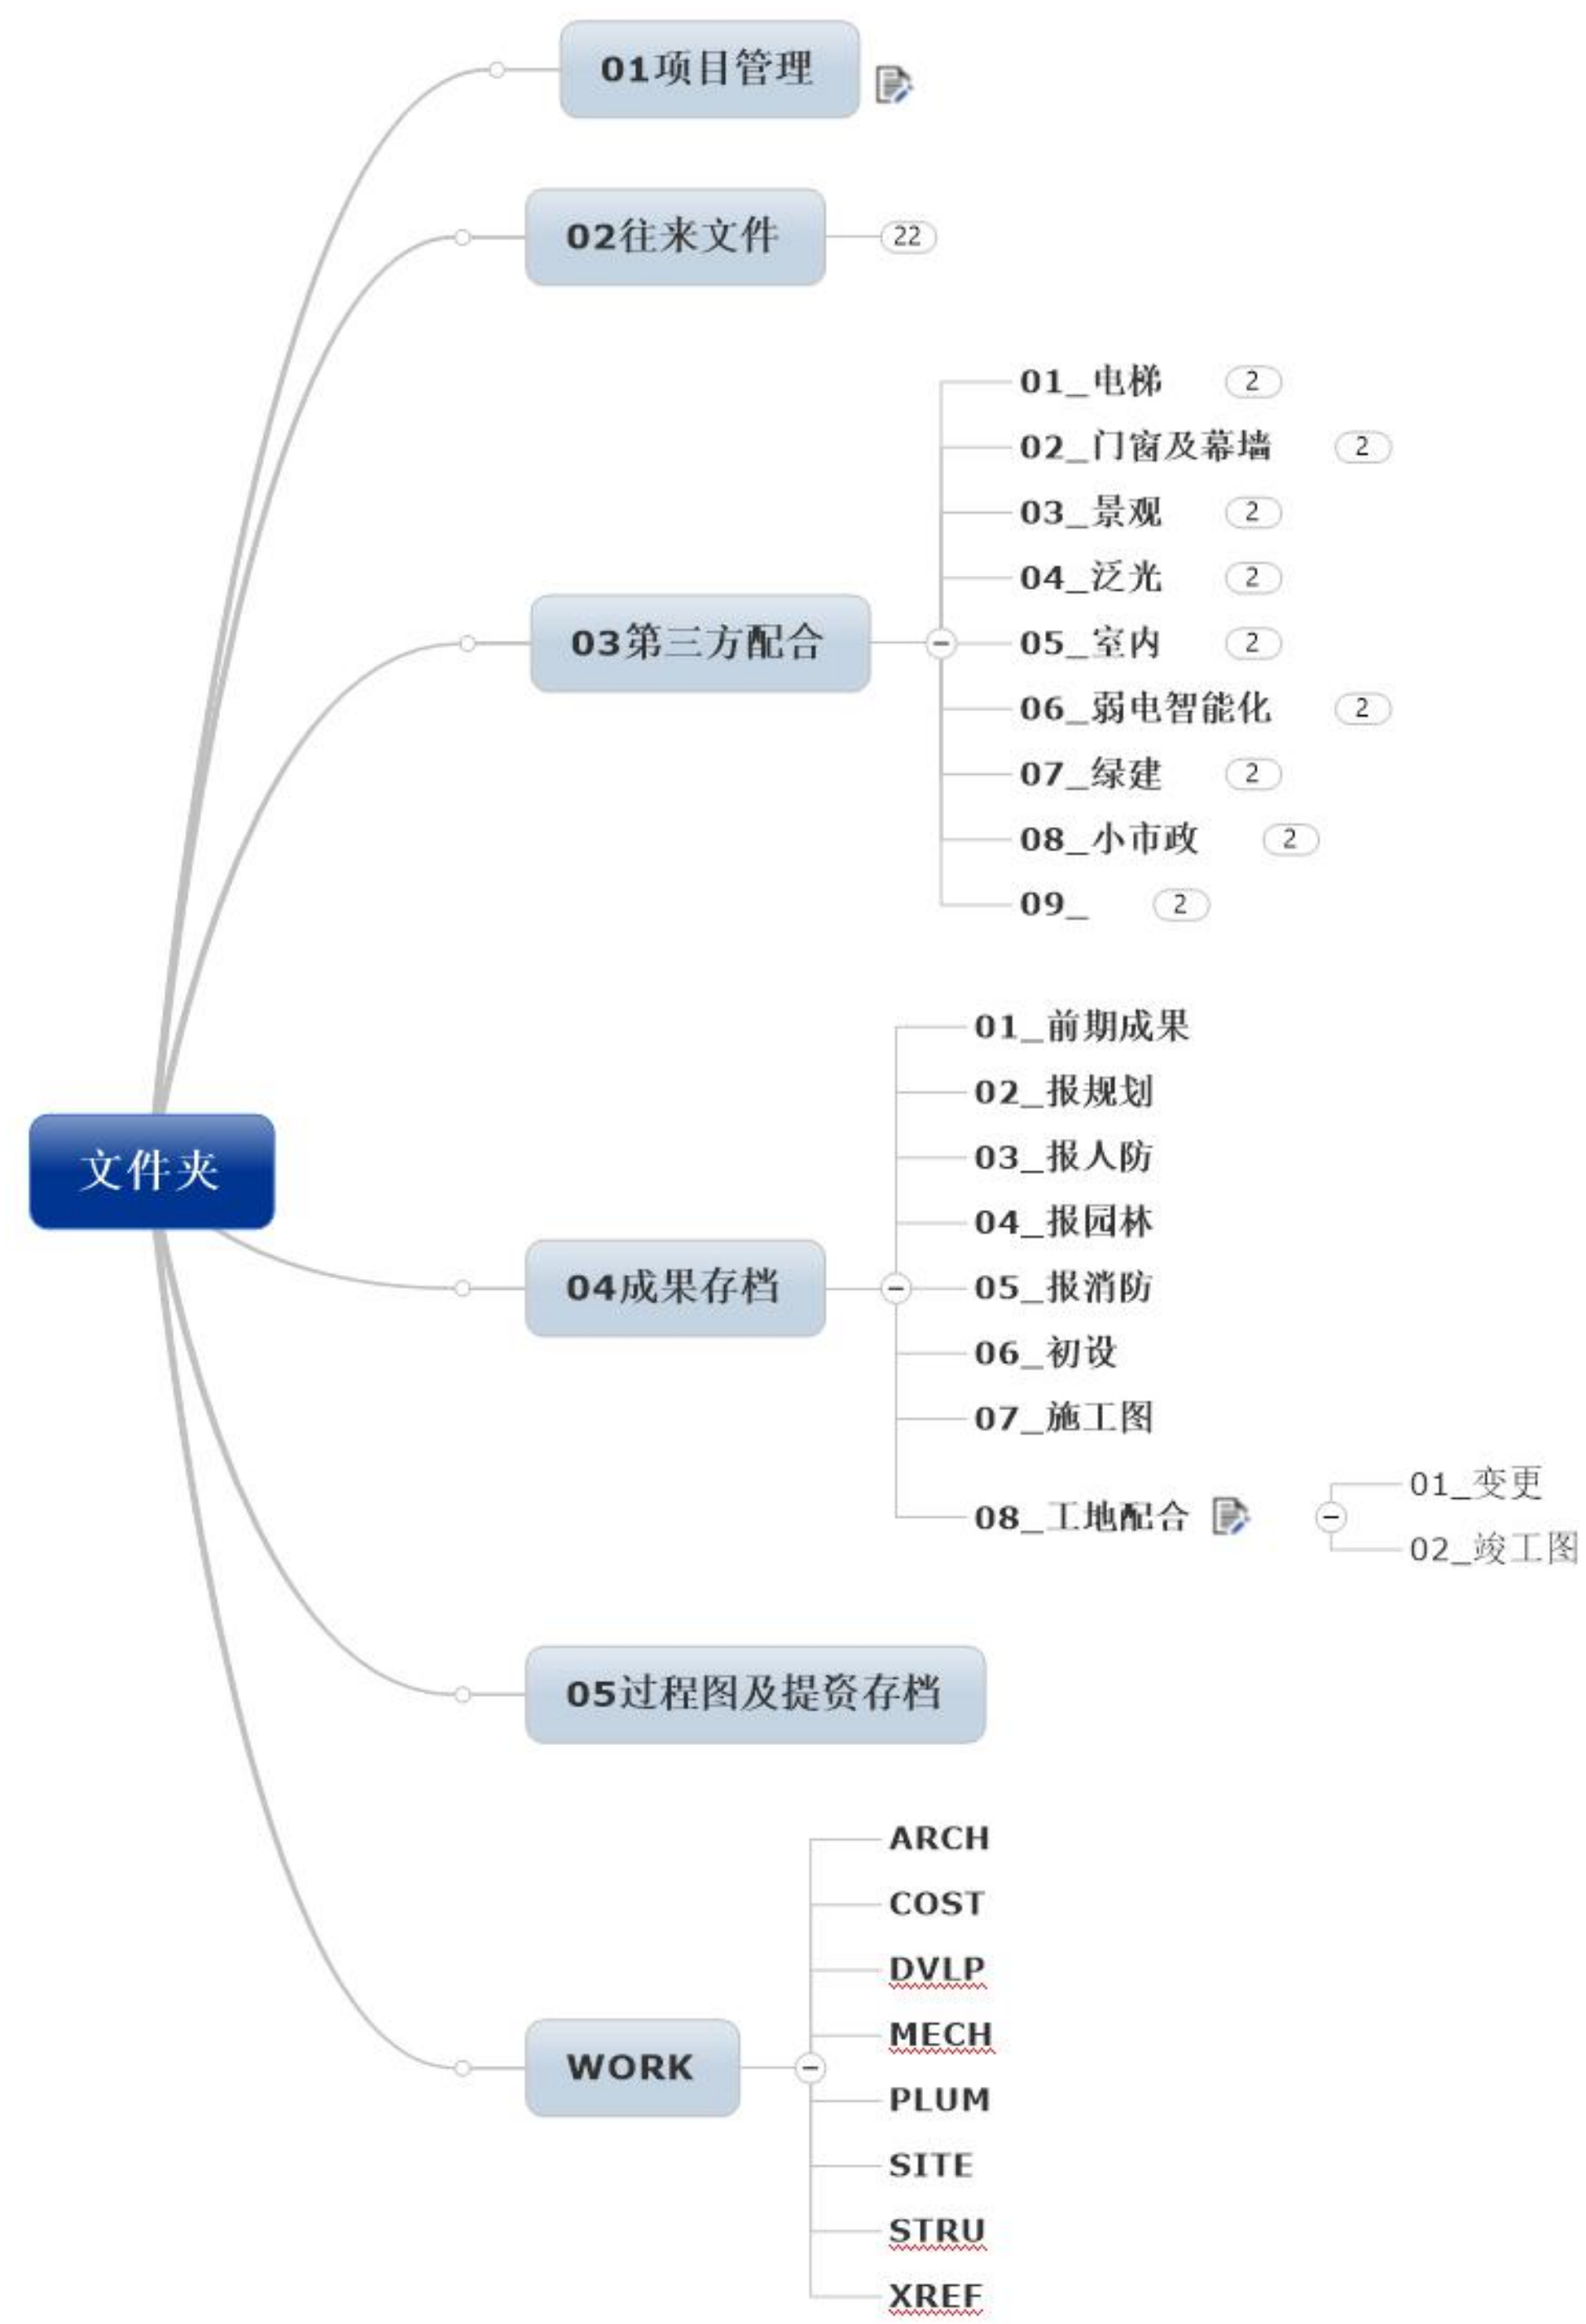 01项目管理
02往来文件 22
01_电梯 2
02_门窗及幕墙 2
03_景观 2
04_泛光 2
03第三方配合
05_室内 2
06_弱电智能化 2
07_绿建 2
08_小市政 2
09_ 2
文件夹
01_前期成果
02_报规划
03_报人防
04_报园林
04成果存档
05_报消防
06_初设
07_施工图
08_工地配合
01_变更
02_竣工图
05过程图及提资存档
WORK
ARCH
COST
DVLP
MECH
PLUM
SITE
STRU
XREF